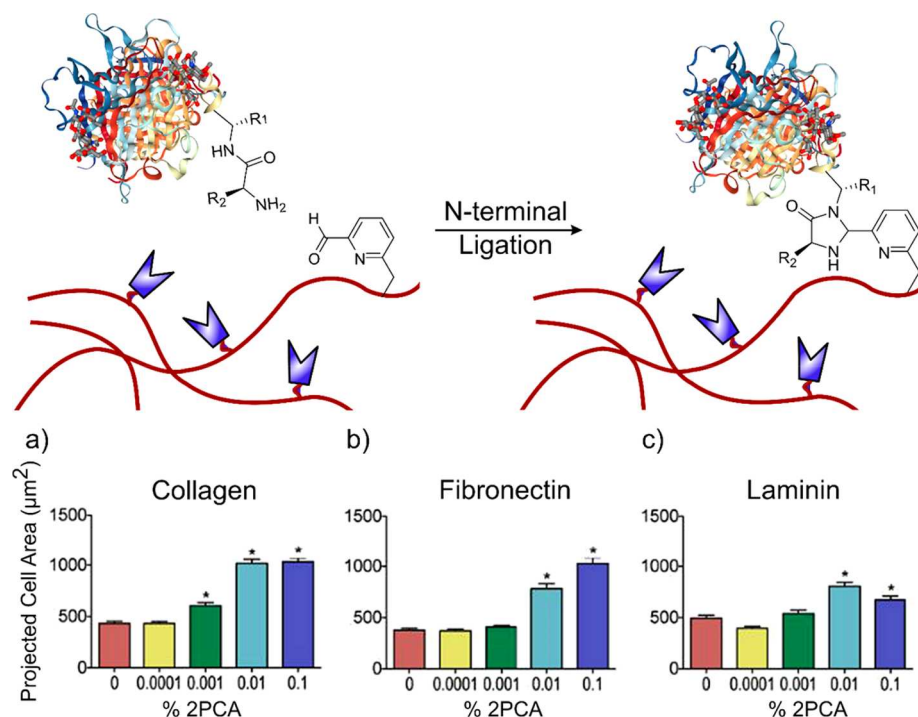 R1
HN
O
R2
NH2
H
O
N
N-terminal
Ligation
R1
O
N
R2
N
H
N
a)
b)
c)
Collagen
Fibronectin
Laminin
Projected Cell Area (µm2)
1500
1000
500
0
* * *
0 0.0001 0.001 0.01 0.1
% 2PCA
1500
1000
500
0
* *
0 0.0001 0.001 0.01 0.1
% 2PCA
1500
1000
500
0
* *
0 0.0001 0.001 0.01 0.1
% 2PCA